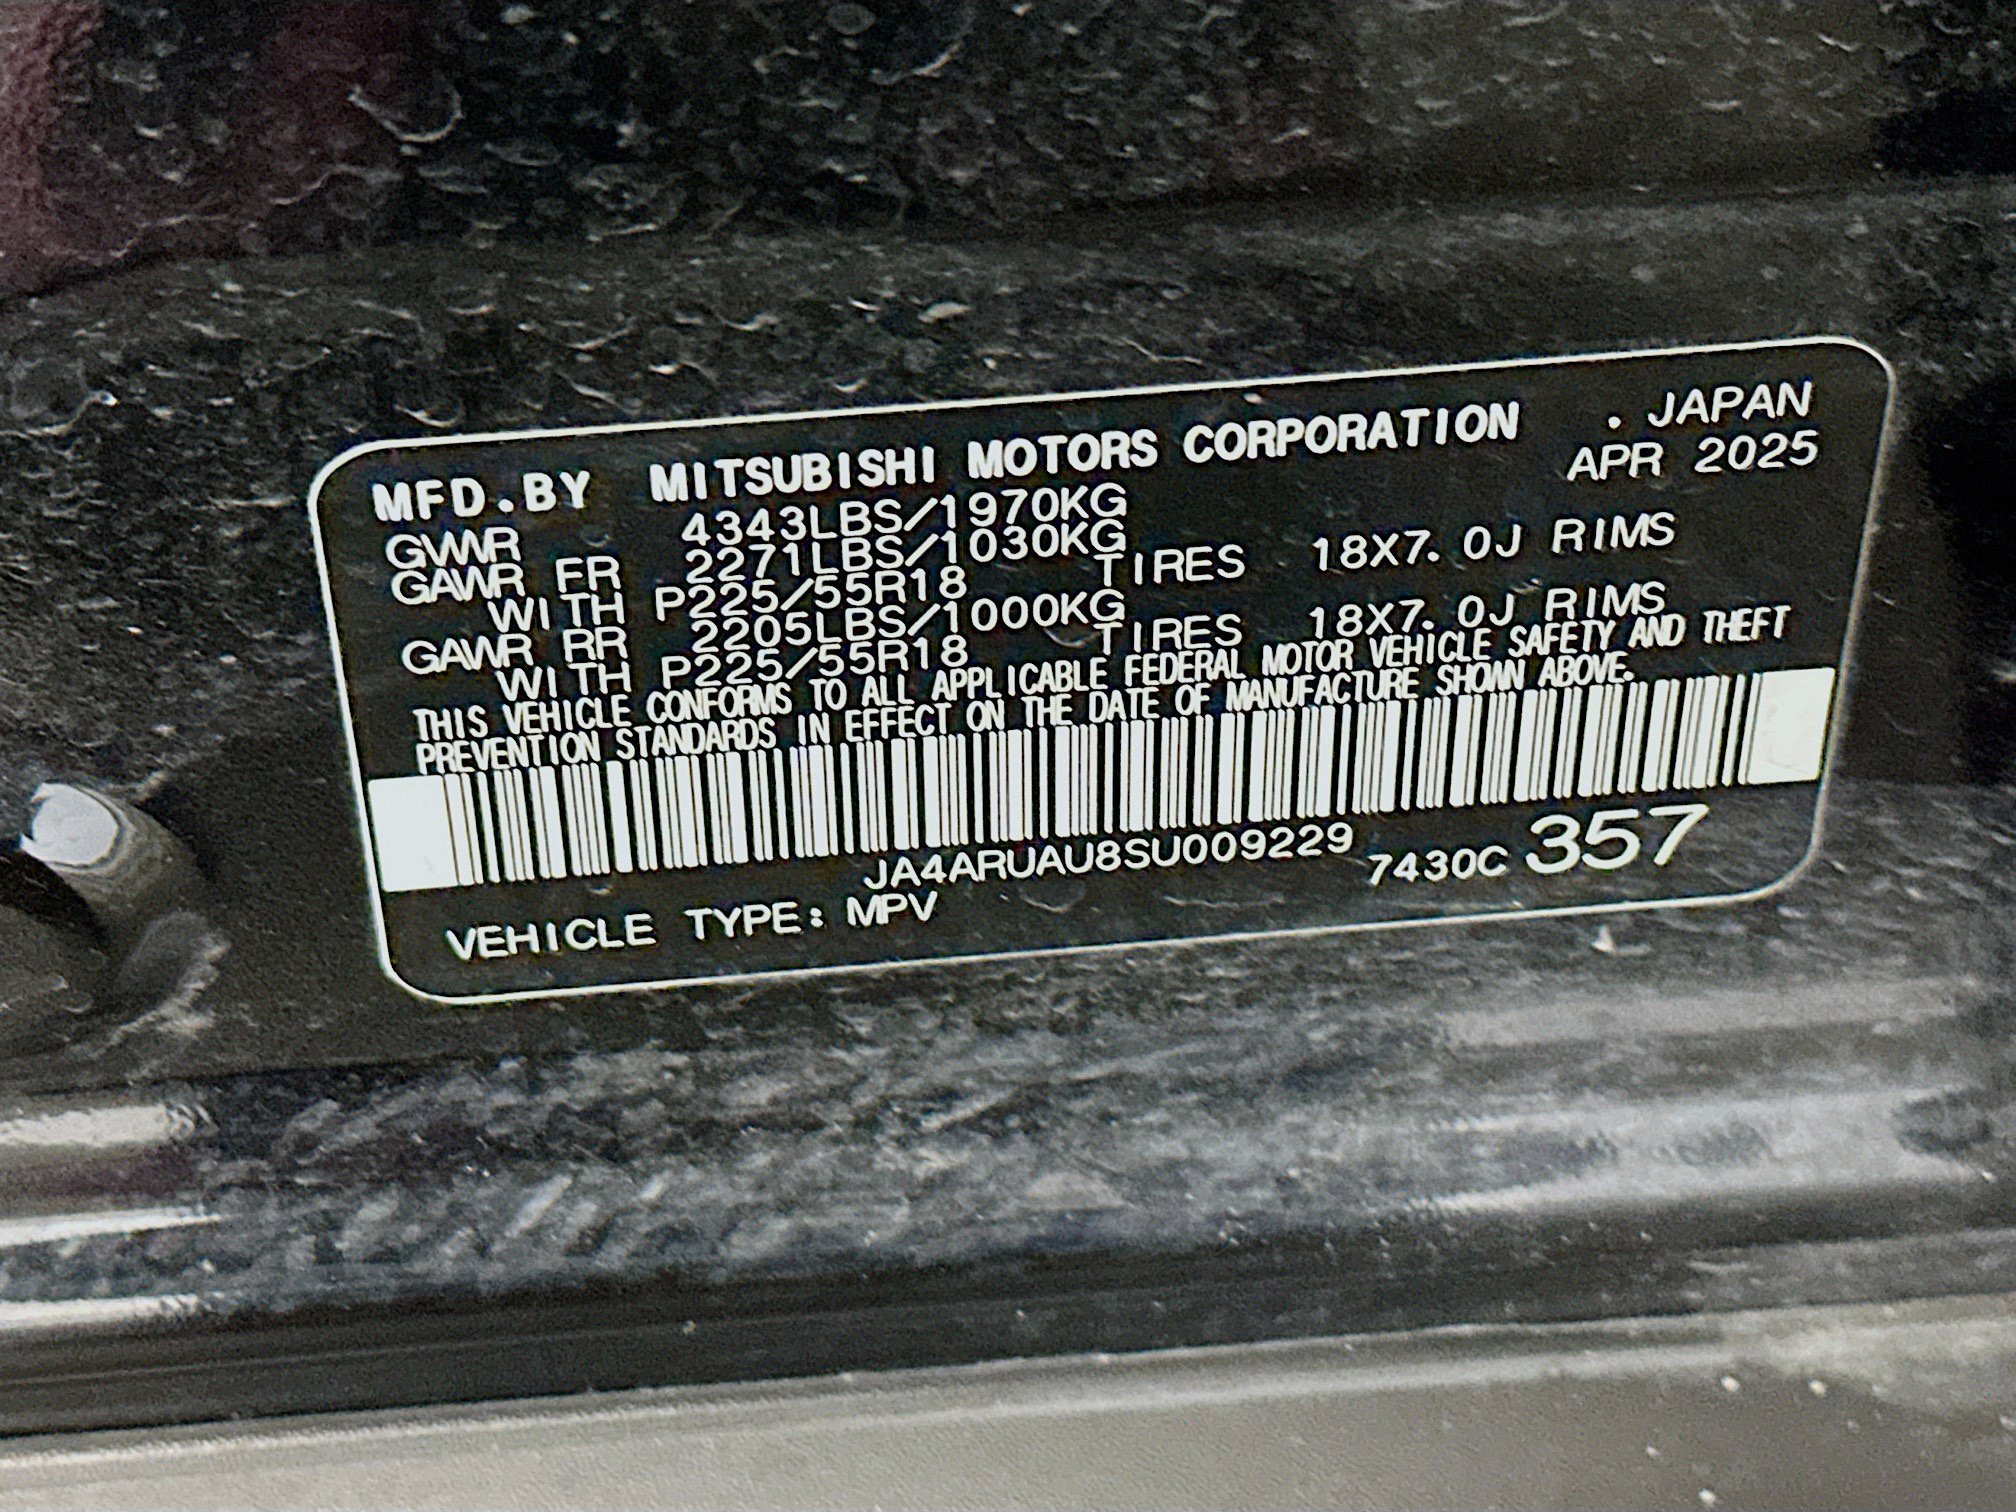 MFD.BY MITSUBISHI MOTORS CORPORATION . JAPAN
APR 2025
GVWR 4343LBS/1970KG
GAWR FR 2271LBS/1030KG
WITH P225/55R18 TIRES 18X7.0J RIMS
GAWR RR 2205LBS/1000KG
WITH P225/55R18 TIRES 18X7.0J RIMS
THIS VEHICLE CONFORMS TO ALL APPLICABLE FEDERAL MOTOR VEHICLE SAFETY AND THEFT
PREVENTION STANDARDS IN EFFECT ON THE DATE OF MANUFACTURE SHOWN ABOVE.
JA4ARUAU8SU009229 7430C 357
VEHICLE TYPE: MPV